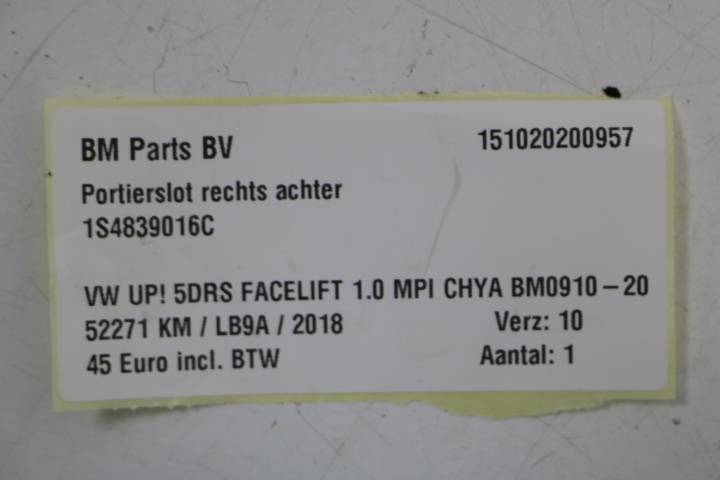 BM Parts BV 151020200957
Portierslot rechts achter
1S4839016C
VW UP! 5DRS FACELIFT 1.0 MPI CHYA BM0910-20
52271 KM / LB9A / 2018 Verz: 10
45 Euro incl. BTW Aantal: 1